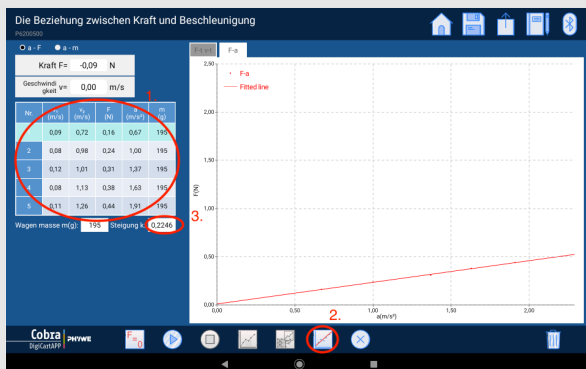 Die Beziehung zwischen Kraft und Beschleunigung
P6200500
a - F a - m
Kraft F= -0,09 N
Geschwindi
gkeit v= 0,00 m/s
1.
Nr. (m/s) v₂ (m/s) F (N) (m/s²) m (g)
0,09 0,72 0,16 0,67 195
2 0,08 0,98 0,24 1,00 195
3 0,12 1,01 0,31 1,37 195
4 0,08 1,13 0,38 1,63 195
5 0,11 1,26 0,44 1,91 195
Wagen masse m(g): 195 Steigung k: 0,2246
3.
F-a
F-a
Fitted line
F(N)
2,50
2,00
1,50
1,00
0,50
0,00
0,00 0,50 1,00 1,50 2,00
a(m/s²)
2.
Cobra PHYWE
DigiCartAPP
F=0